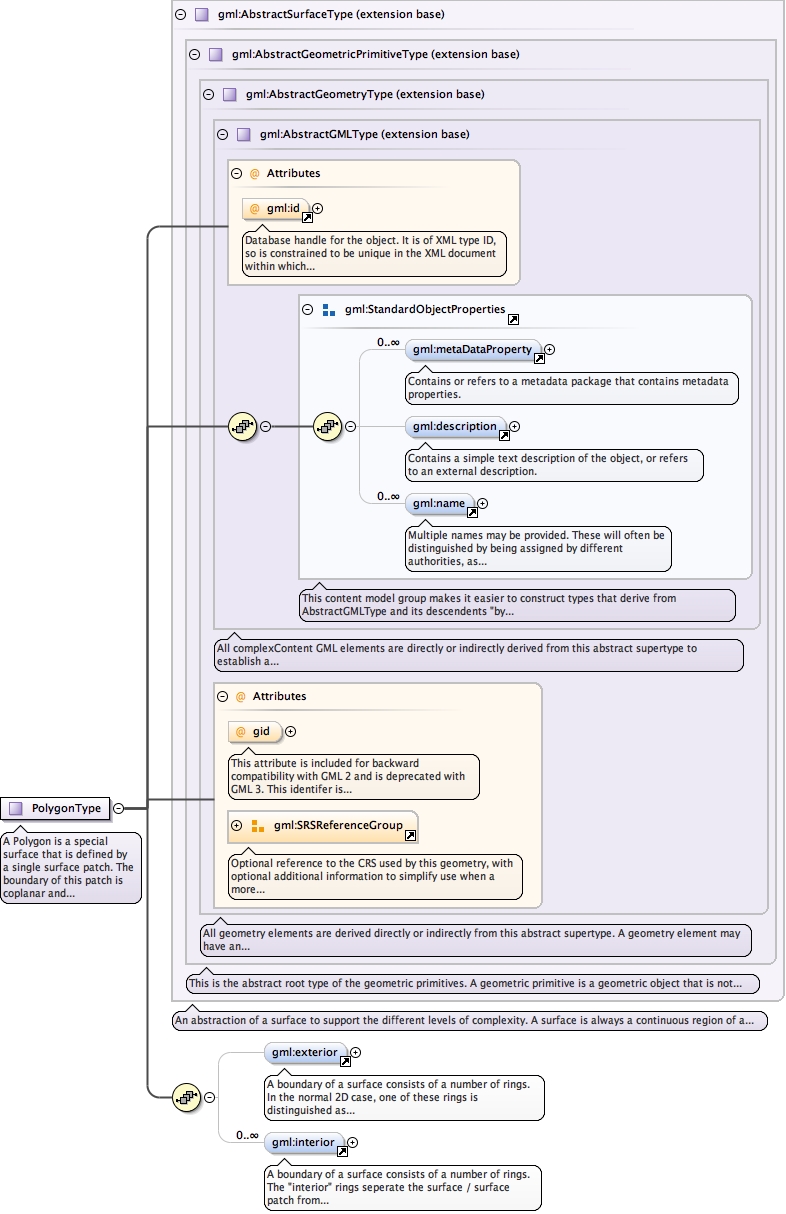 gml:AbstractSurfaceType (extension base)
gml:AbstractGeometricPrimitiveType (extension base)
gml:AbstractGeometryType (extension base)
gml:AbstractGMLType (extension base)
@ Attributes
@ gml:id
Database handle for the object. It is of XML type ID,
so is constrained to be unique in the XML document
within which...
gml:StandardObjectProperties
0..∞
gml:metaDataProperty
Contains or refers to a metadata package that contains metadata
properties.
gml:description
Contains a simple text description of the object, or refers
to an external description.
0..∞
gml:name
Multiple names may be provided. These will often be
distinguished by being assigned by different
authorities, as...
This content model group makes it easier to construct types that derive from
AbstractGMLType and its descendents "by...
All complexContent GML elements are directly or indirectly derived from this abstract supertype to
establish a...
@ Attributes
@ gid
This attribute is included for backward
compatibility with GML 2 and is deprecated with
GML 3. This identifer is...
gml:SRSReferenceGroup
Optional reference to the CRS used by this geometry, with
optional additional information to simplify use when a
more...
PolygonType
A Polygon is a special
surface that is defined by
a single surface patch. The
boundary of this patch is
coplanar and...
All geometry elements are derived directly or indirectly from this abstract supertype. A geometry element may
have an...
This is the abstract root type of the geometric primitives. A geometric primitive is a geometric object that is not...
An abstraction of a surface to support the different levels of complexity. A surface is always a continuous region of a...
gml:exterior
A boundary of a surface consists of a number of rings.
In the normal 2D case, one of these rings is
distinguished as...
0..∞
gml:interior
A boundary of a surface consists of a number of rings.
The "interior" rings seperate the surface / surface
patch from...